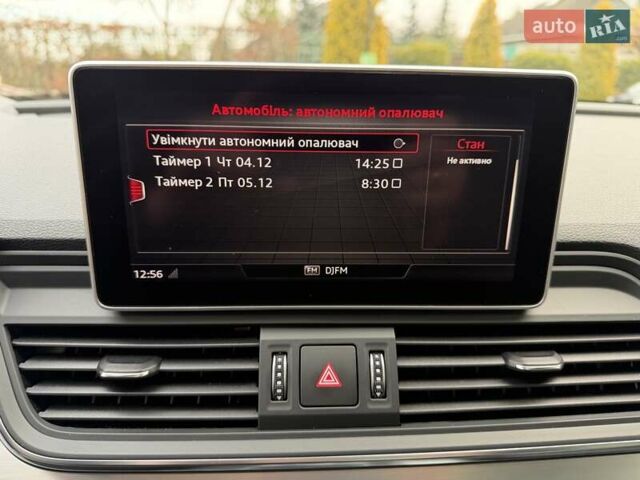 auto RIA.com
Автомобіль: автономний опалювач
Увімкнути автономний опалювач
Таймер 1 Чт 04.12 14:25
Таймер 2 Пт 05.12 8:30
Стан
Не активно
12:56 FM DJFM